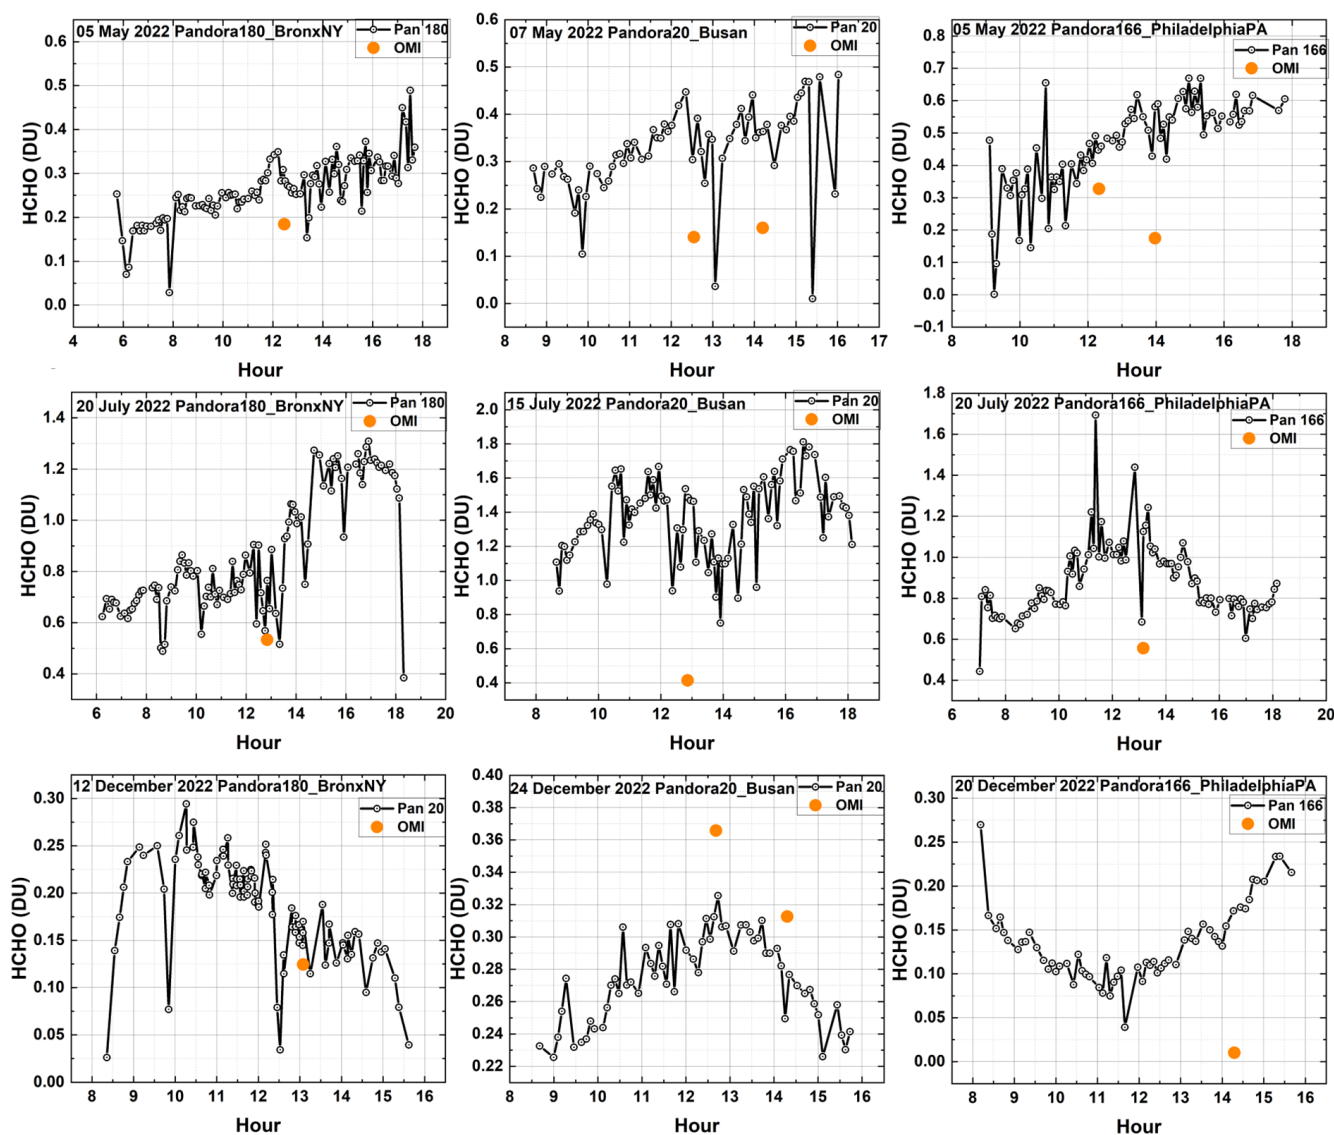 05 May 2022 Pandora180_BronxNY
Pan 180
OMI
HCHO (DU)
0.6
0.5
0.4
0.3
0.2
0.1
0.0
4 6 8 10 12 14 16 18
Hour
07 May 2022 Pandora20_Busan
Pan 20
OMI
HCHO (DU)
0.6
0.5
0.4
0.3
0.2
0.1
0.0
8 9 10 11 12 13 14 15 16 17
Hour
05 May 2022 Pandora166_PhiladelphiaPA
Pan 166
OMI
HCHO (DU)
0.8
0.7
0.6
0.5
0.4
0.3
0.2
0.1
0.0
−0.1
8 10 12 14 16 18
Hour
20 July 2022 Pandora180_BronxNY
Pan 180
OMI
HCHO (DU)
1.4
1.2
1.0
0.8
0.6
0.4
6 8 10 12 14 16 18 20
Hour
15 July 2022 Pandora20_Busan
Pan 20
OMI
HCHO (DU)
2.0
1.8
1.6
1.4
1.2
1.0
0.8
0.6
0.4
8 10 12 14 16 18
Hour
20 July 2022 Pandora166_PhiladelphiaPA
Pan 166
OMI
HCHO (DU)
1.8
1.6
1.4
1.2
1.0
0.8
0.6
0.4
6 8 10 12 14 16 18 20
Hour
12 December 2022 Pandora180_BronxNY
Pan 20
OMI
HCHO (DU)
0.30
0.25
0.20
0.15
0.10
0.05
0.00
8 9 10 11 12 13 14 15 16
Hour
24 December 2022 Pandora20_Busan
Pan 20
OMI
HCHO (DU)
0.40
0.38
0.36
0.34
0.32
0.30
0.28
0.26
0.24
0.22
8 9 10 11 12 13 14 15 16
Hour
20 December 2022 Pandora166_PhiladelphiaPA
Pan 166
OMI
HCHO (DU)
0.30
0.25
0.20
0.15
0.10
0.05
0.00
8 9 10 11 12 13 14 15 16
Hour